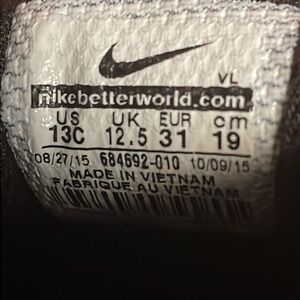 VL
nikebetterworld.com
US UK EUR cm
13C 12.5 31 19
08/27/15 684692-010 10/09/15
MADE IN VIETNAM
FABRIQUE AU VIETNAM